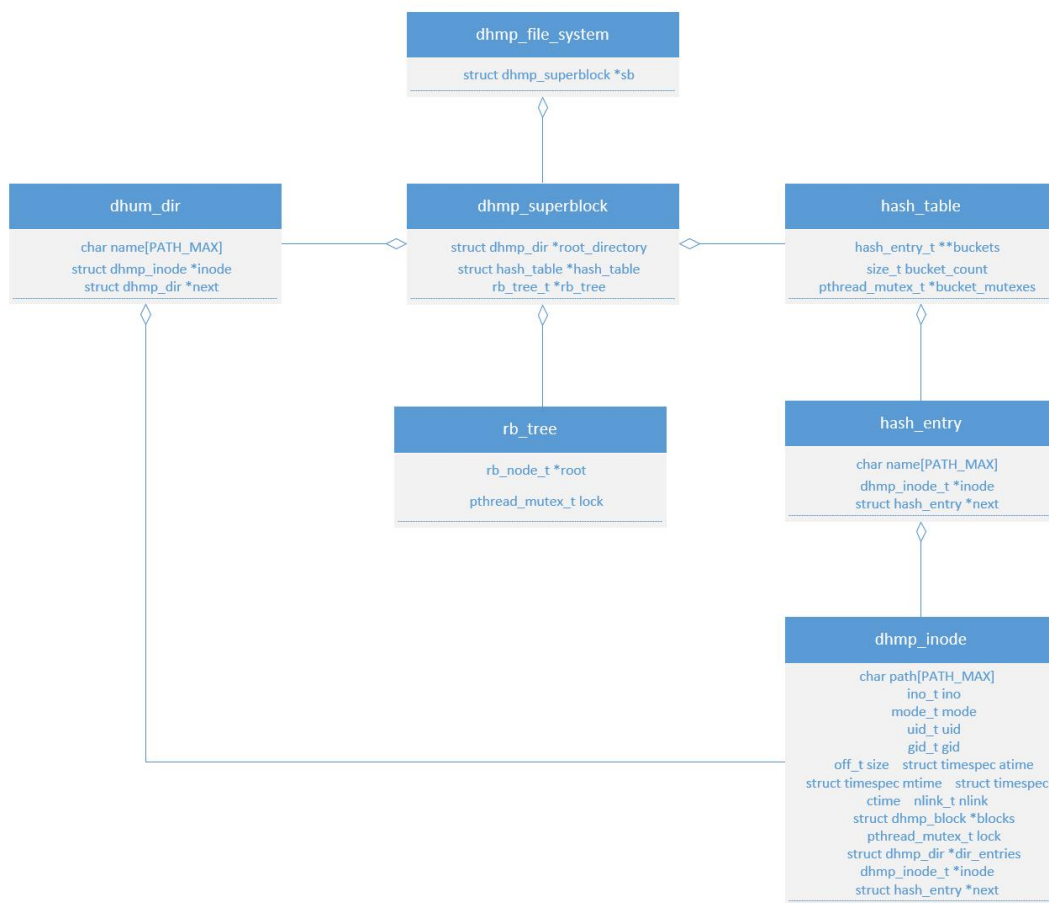 dhmp_file_system
struct dhmp_superblock *sb
dhum_dir
char name[PATH_MAX]
struct dhmp_inode *inode
struct dhmp_dir *next
dhmp_superblock
struct dhmp_dir *root_directory
struct hash_table *hash_table
rb_tree_t *rb_tree
hash_table
hash_entry_t **buckets
size_t bucket_count
pthread_mutex_t *bucket_mutexes
rb_tree
rb_node_t *root
pthread_mutex_t lock
hash_entry
char name[PATH_MAX]
dhmp_inode_t *inode
struct hash_entry *next
dhmp_inode
char path[PATH_MAX]
ino_t ino
mode_t mode
uid_t uid
gid_t gid
off_t size struct timespec atime
struct timespec mtime struct timespec
ctime nlink_t nlink
struct dhmp_block *blocks
pthread_mutex_t lock
struct dhmp_dir *dir_entries
dhmp_inode_t *inode
struct hash_entry *next